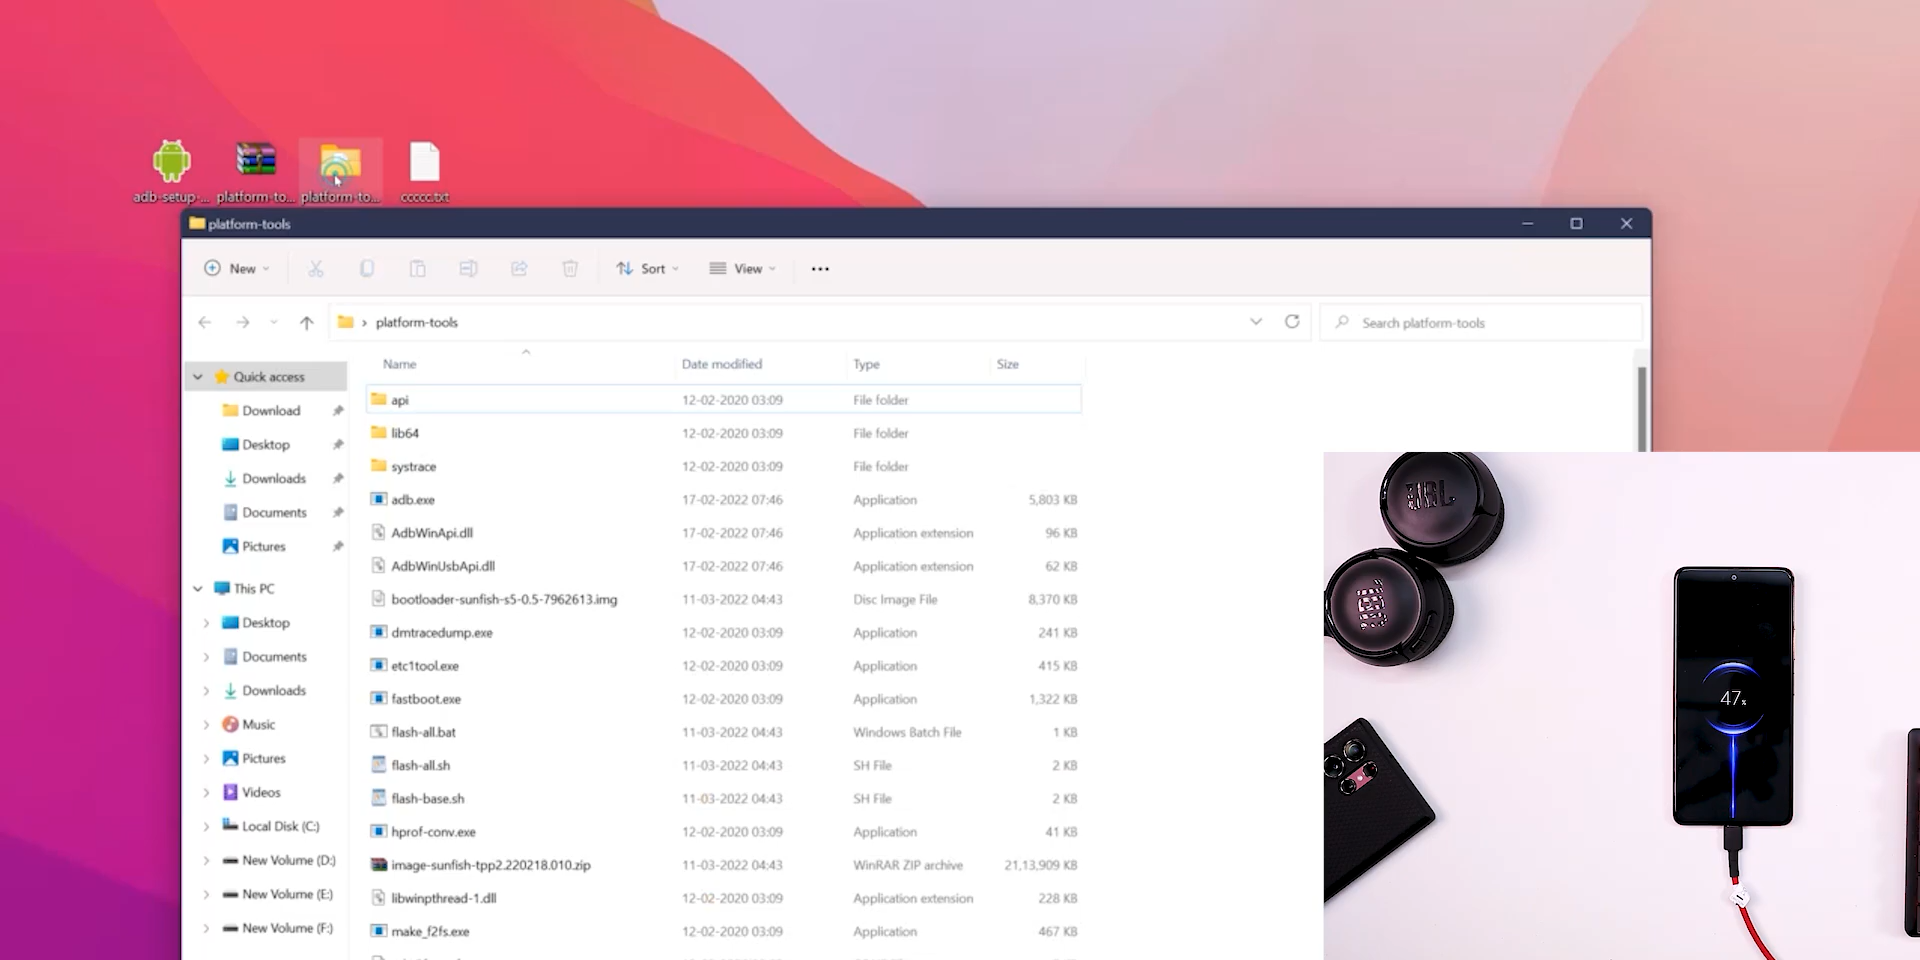 adb-setup-...
platform-to...
platform-to...
ccccc.txt
platform-tools
New
Sort
View
platform-tools
Search platform-tools
Name
Date modified
Type
Size
Quick access
Download
Desktop
Downloads
Documents
Pictures
This PC
Desktop
Documents
Downloads
Music
Pictures
Videos
Local Disk (C:)
New Volume (D:)
New Volume (E:)
New Volume (F:)
api 12-02-2020 03:09 File folder
lib64 12-02-2020 03:09 File folder
systrace 12-02-2020 03:09 File folder
adb.exe 17-02-2022 07:46 Application 5,803 KB
AdbWinApi.dll 17-02-2022 07:46 Application extension 96 KB
AdbWinUsbApi.dll 17-02-2022 07:46 Application extension 62 KB
bootloader-sunfish-s5-0.5-7962613.img 11-03-2022 04:43 Disc Image File 8,370 KB
dmtracedump.exe 12-02-2020 03:09 Application 241 KB
etc1tool.exe 12-02-2020 03:09 Application 415 KB
fastboot.exe 12-02-2020 03:09 Application 1,322 KB
flash-all.bat 11-03-2022 04:43 Windows Batch File 1 KB
flash-all.sh 11-03-2022 04:43 SH File 2 KB
flash-base.sh 11-03-2022 04:43 SH File 2 KB
hprof-conv.exe 12-02-2020 03:09 Application 41 KB
image-sunfish-tpp2.220218.010.zip 11-03-2022 04:43 WinRAR ZIP archive 21,13,909 KB
libwinpthread-1.dll 12-02-2020 03:09 Application extension 228 KB
make_f2fs.exe 12-02-2020 03:09 Application 467 KB
JBL
JBL
47%